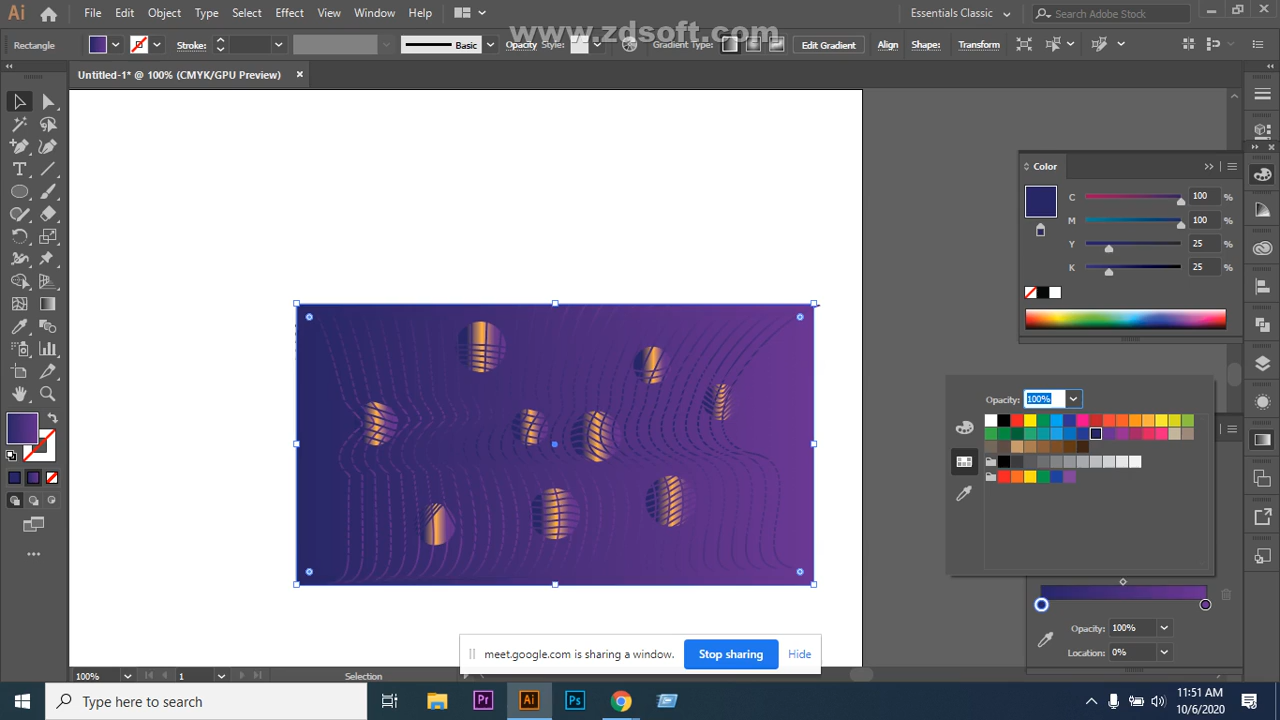 Ai File Edit Object Type Select Effect View Window Help Essentials Classic Search Adobe Stock
www.zdsoft.com
Rectangle Stroke: Basic Opacity Style: Gradient Type: Edit Gradient Align Shape: Transform
Untitled-1* @ 100% (CMYK/GPU Preview)
Color
C 100 %
M 100 %
Y 25 %
K 25 %
Opacity: 100%
Opacity: 100%
Location: 0%
meet.google.com is sharing a window. Stop sharing Hide
100% 1 Selection
Type here to search
Pr Ai Ps
11:51 AM
10/6/2020